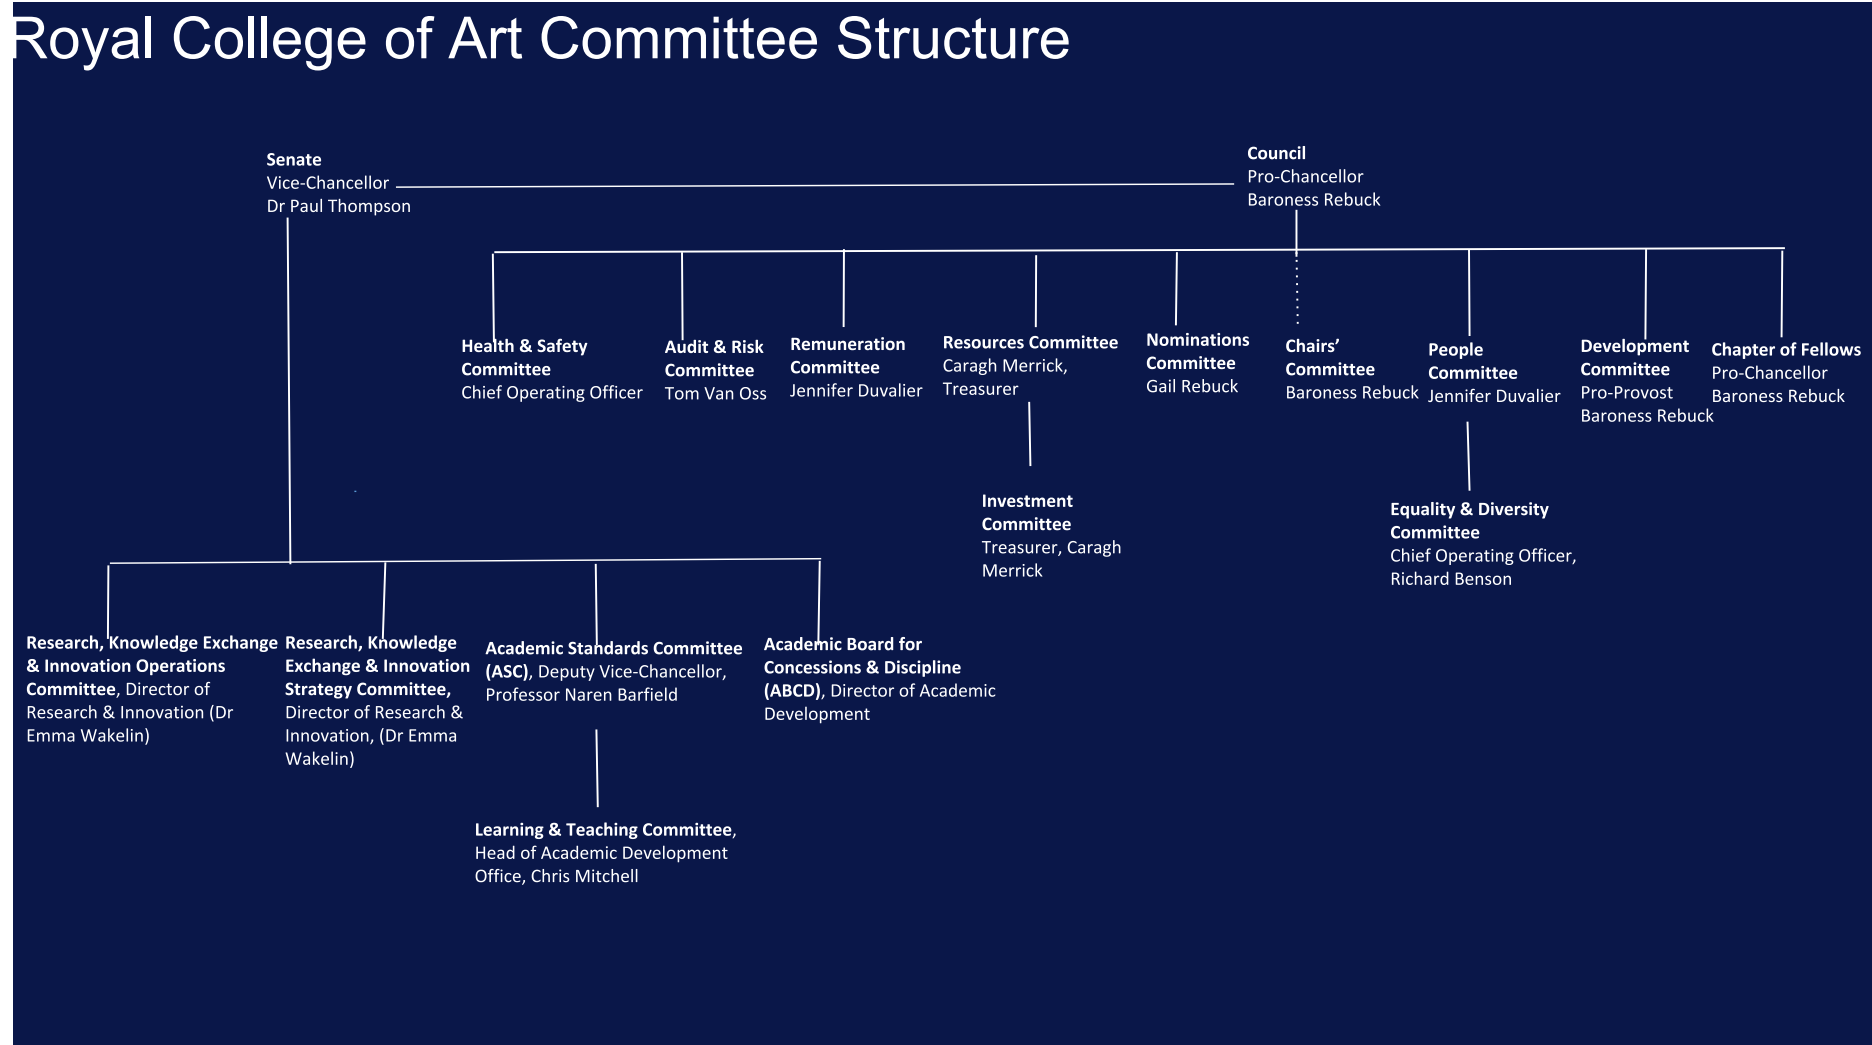 Royal College of Art Committee Structure
Senate
Vice-Chancellor
Dr Paul Thompson
Council
Pro-Chancellor
Baroness Rebuck
Health & Safety
Committee
Chief Operating Officer
Audit & Risk
Committee
Tom Van Oss
Remuneration
Committee
Jennifer Duvalier
Resources Committee
Caragh Merrick,
Treasurer
Nominations
Committee
Gail Rebuck
Chairs’
Committee
Baroness Rebuck
People
Committee
Jennifer Duvalier
Development
Committee
Pro-Provost
Baroness Rebuck
Chapter of Fellows
Pro-Chancellor
Baroness Rebuck
Investment
Committee
Treasurer, Caragh
Merrick
Equality & Diversity
Committee
Chief Operating Officer,
Richard Benson
Research, Knowledge Exchange
& Innovation Operations
Committee, Director of
Research & Innovation (Dr
Emma Wakelin)
Research, Knowledge
Exchange & Innovation
Strategy Committee,
Director of Research &
Innovation, (Dr Emma
Wakelin)
Academic Standards Committee
(ASC), Deputy Vice-Chancellor,
Professor Naren Barfield
Academic Board for
Concessions & Discipline
(ABCD), Director of Academic
Development
Learning & Teaching Committee,
Head of Academic Development
Office, Chris Mitchell